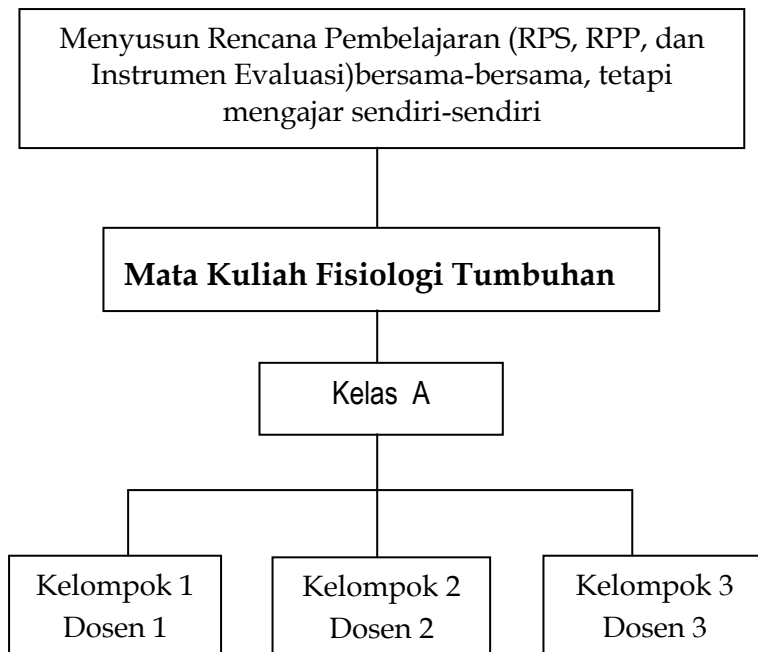 Menyusun Rencana Pembelajaran (RPS, RPP, dan
Instrumen Evaluasi)bersama-bersama, tetapi
mengajar sendiri-sendiri
Mata Kuliah Fisiologi Tumbuhan
Kelas A
Kelompok 1
Dosen 1
Kelompok 2
Dosen 2
Kelompok 3
Dosen 3